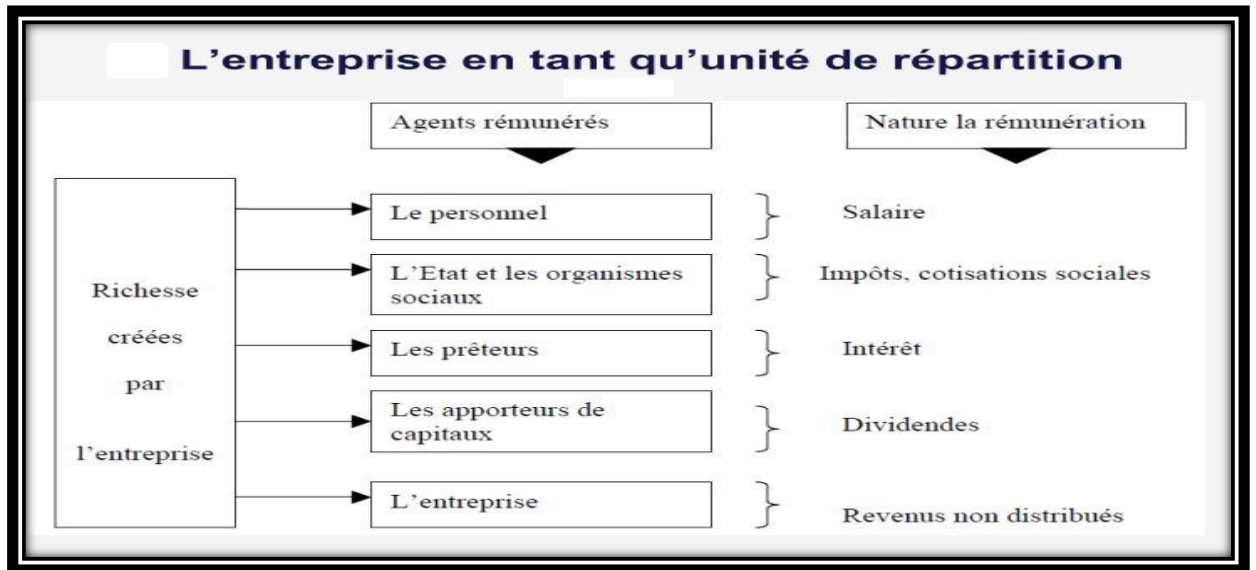 L'entreprise en tant qu'unité de répartition
Agents rémunérés
Nature la rémunération
Richesse
créées
par
l'entreprise
Le personnel
Salaire
L'Etat et les organismes
sociaux
Impôts, cotisations sociales
Les prêteurs
Intérêt
Les apporteurs de
capitaux
Dividendes
L'entreprise
Revenus non distribués